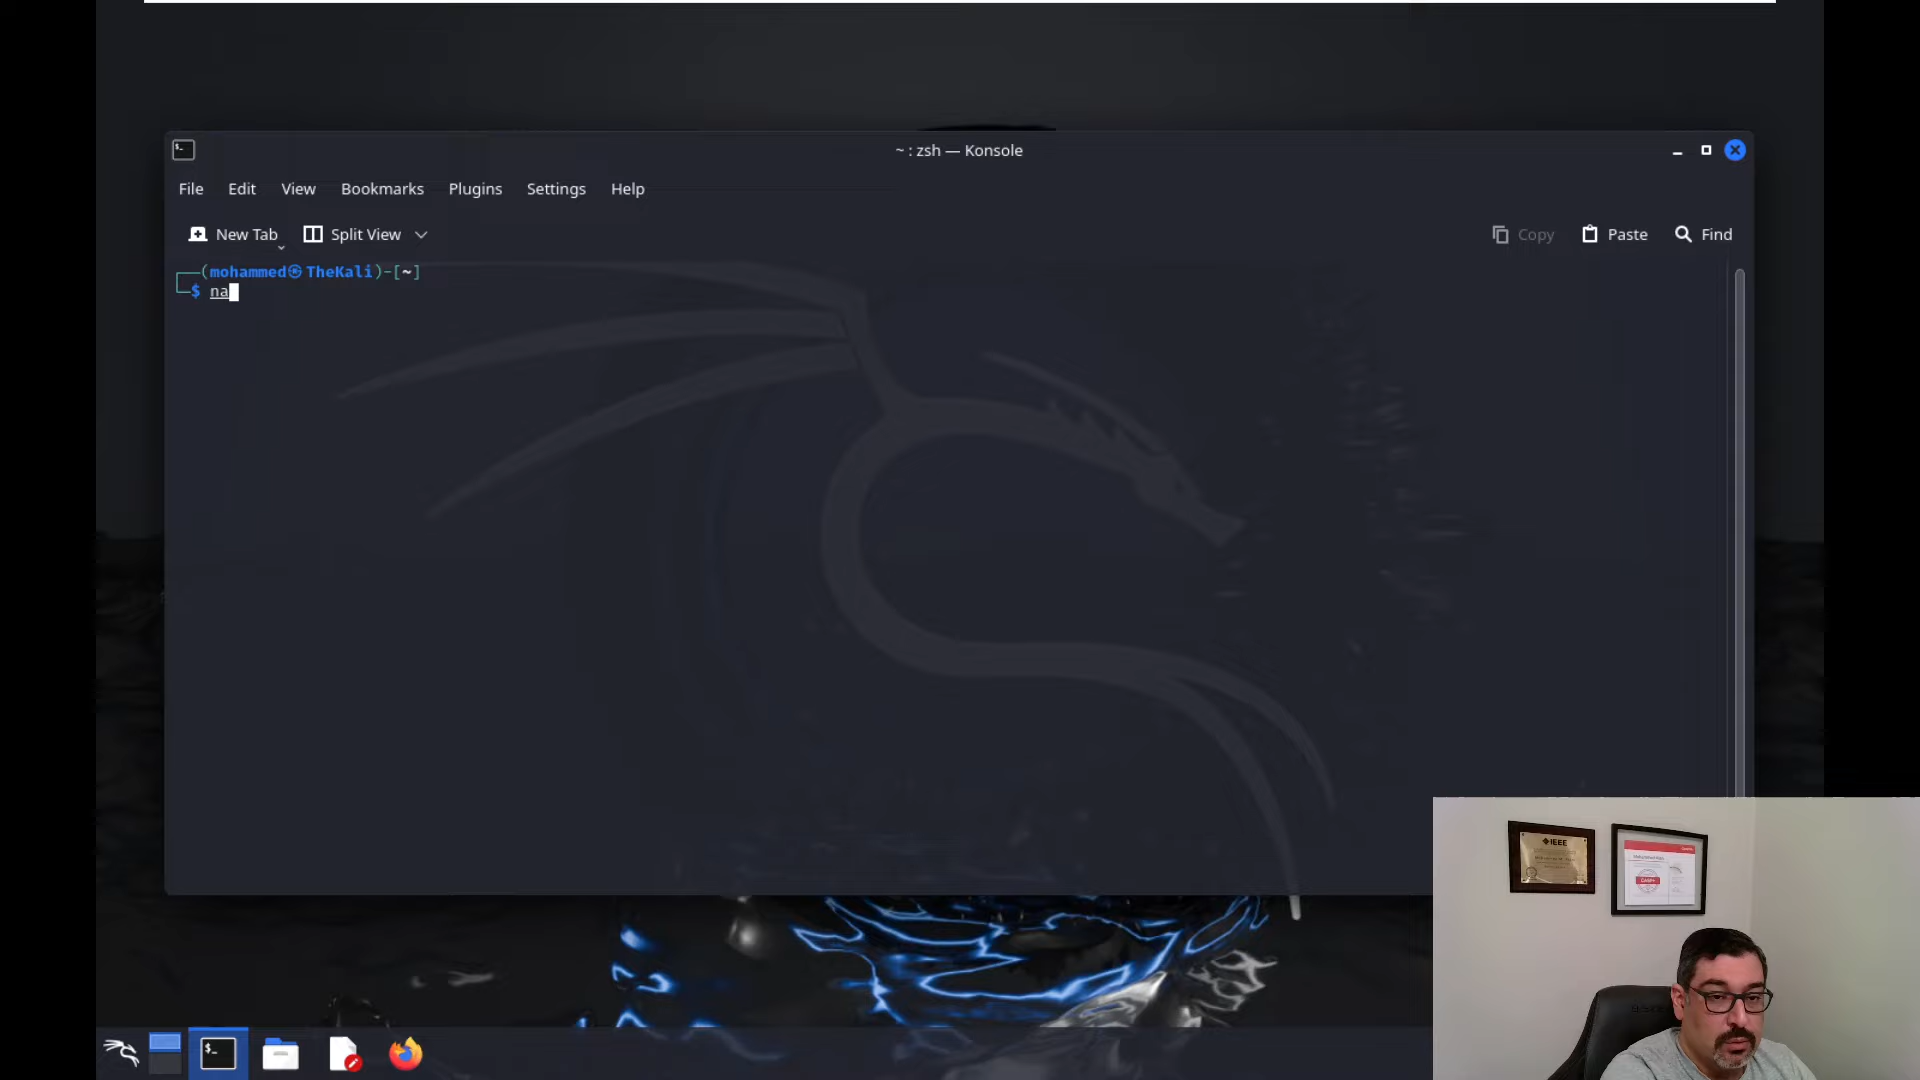 ~ : zsh — Konsole
File Edit View Bookmarks Plugins Settings Help
New Tab Split View Copy Paste Find
(mohammed㉿TheKali)-[~]
$ na
IEEE